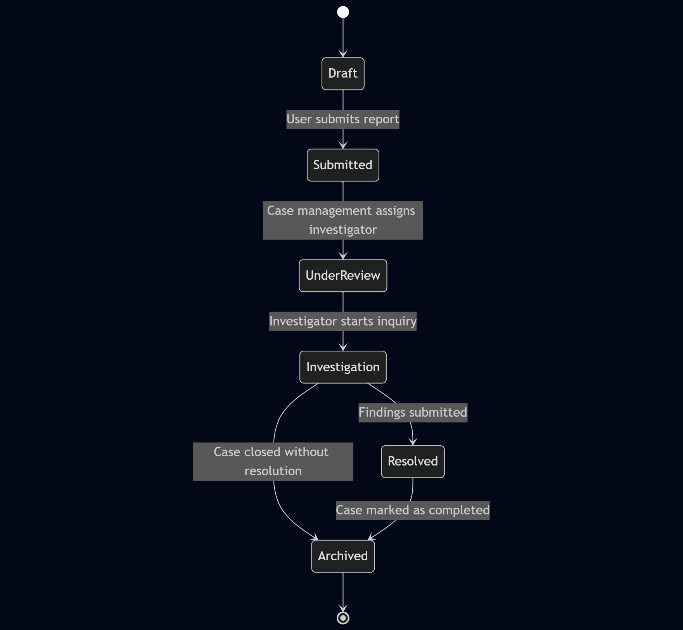 Draft
User submits report
Submitted
Case management assigns
investigator
UnderReview
Investigator starts inquiry
Investigation
Findings submitted
Case closed without
resolution
Resolved
Case marked as completed
Archived